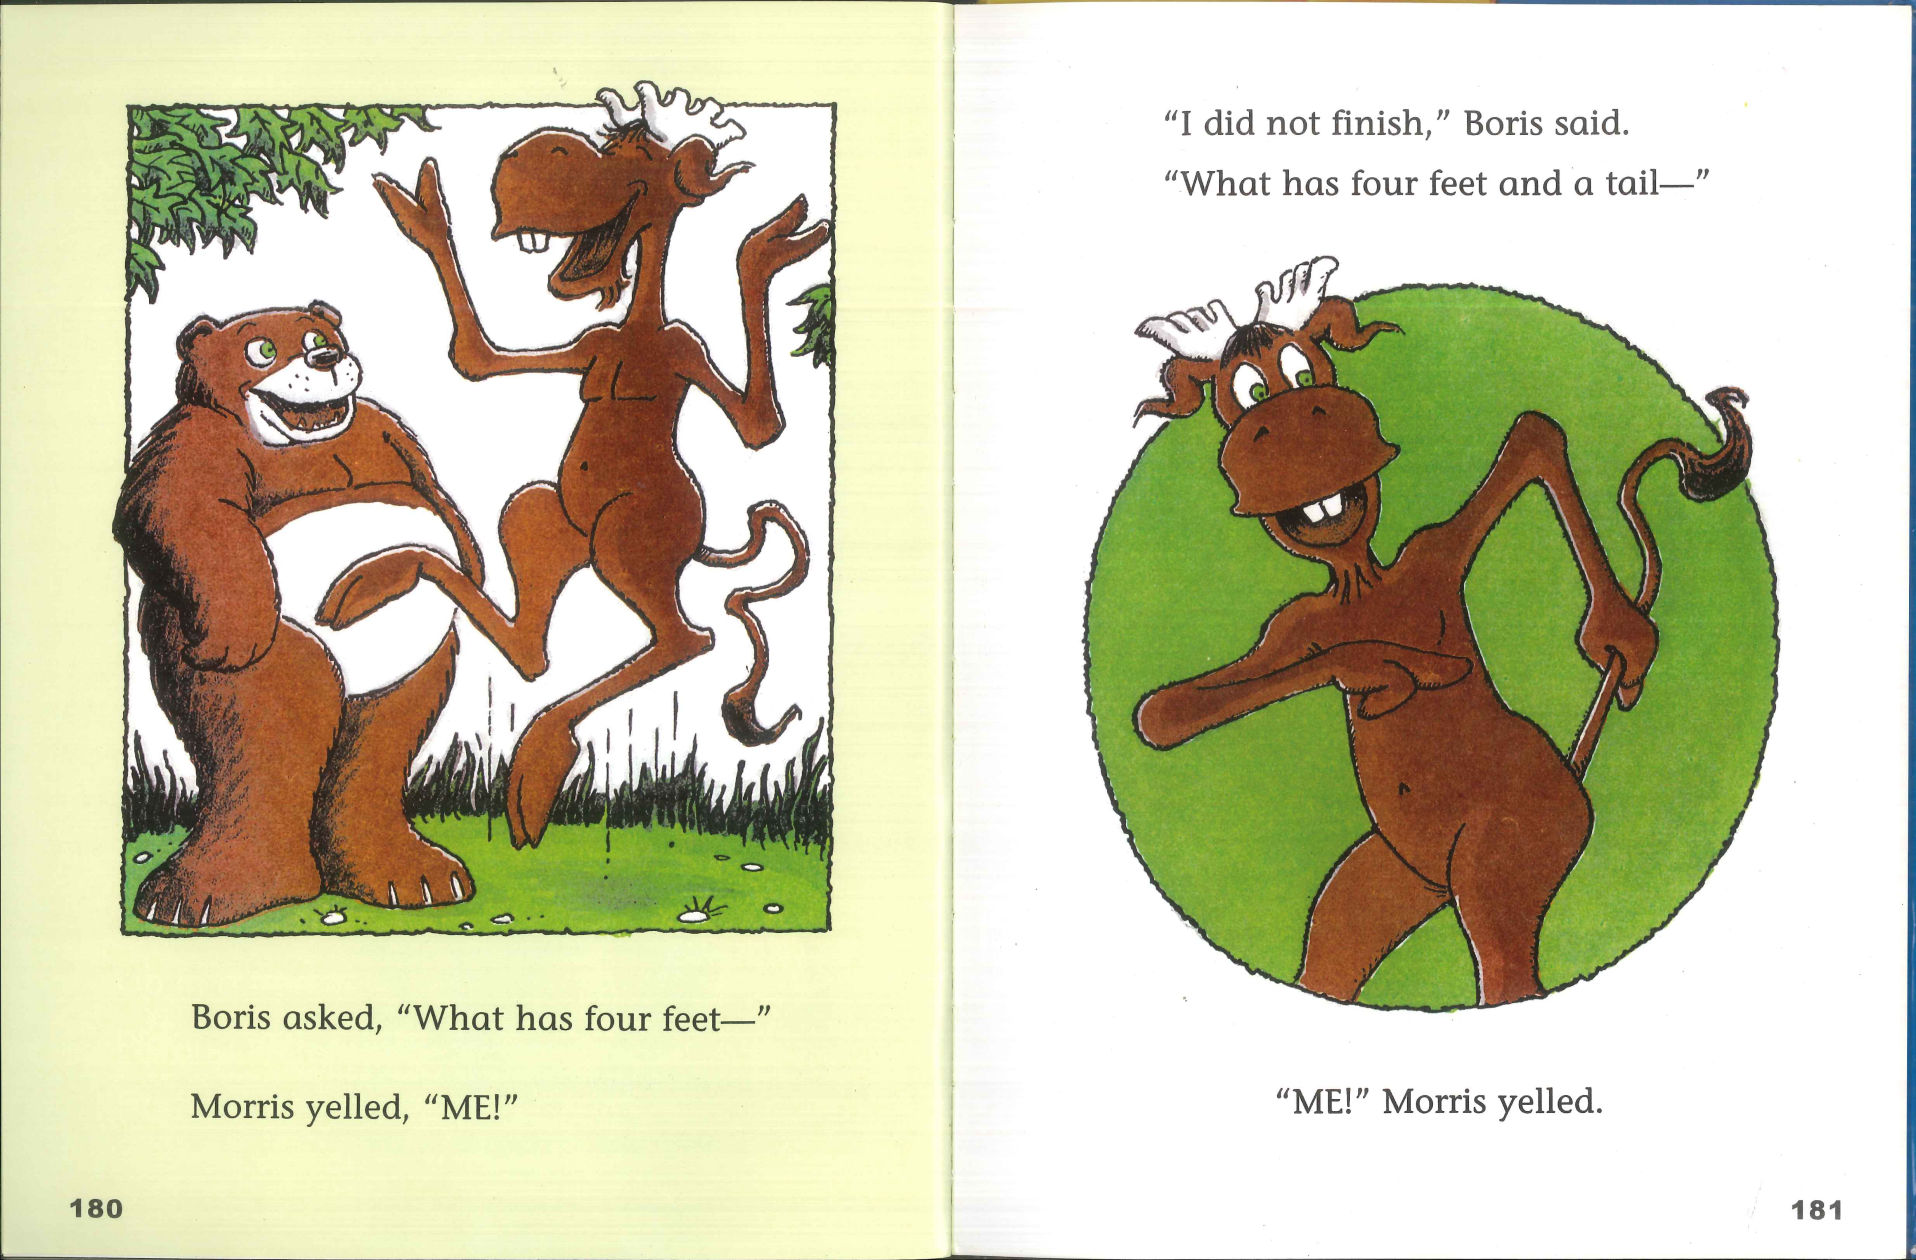 Boris asked, “What has four feet—”
Morris yelled, “ME!”
180
“I did not finish,” Boris said.
“What has four feet and a tail—”
“ME!” Morris yelled.
181